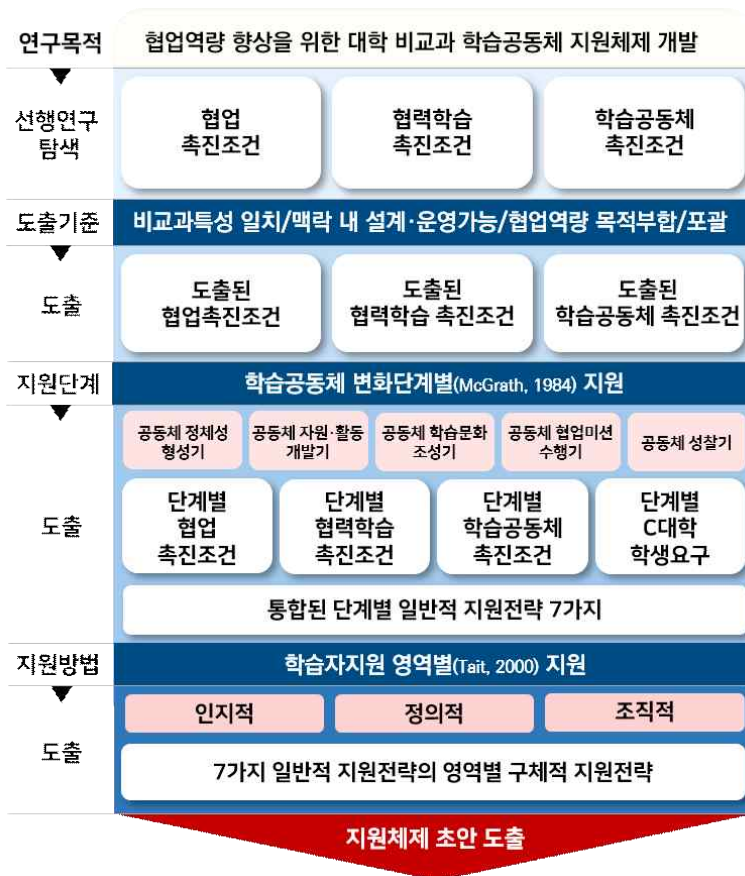 연구목적
협업역량 향상을 위한 대학 비교과 학습공동체 지원체제 개발
선행연구
탐색
협업
촉진조건
협력학습
촉진조건
학습공동체
촉진조건
도출기준
비교과특성 일치/맥락 내 설계·운영가능/협업역량 목적부합/포괄
도출
도출된
협업촉진조건
도출된
협력학습 촉진조건
도출된
학습공동체 촉진조건
지원단계
학습공동체 변화단계별(McGrath, 1984) 지원
공동체 정체성
형성기
공동체 자원·활동
개발기
공동체 학습문화
조성기
공동체 협업미션
수행기
공동체 성찰기
도출
단계별
협업
촉진조건
단계별
협력학습
촉진조건
단계별
학습공동체
촉진조건
단계별
C대학
학생요구
통합된 단계별 일반적 지원전략 7가지
지원방법
학습자지원 영역별(Tait, 2000) 지원
도출
인지적
정의적
조직적
7가지 일반적 지원전략의 영역별 구체적 지원전략
지원체제 초안 도출